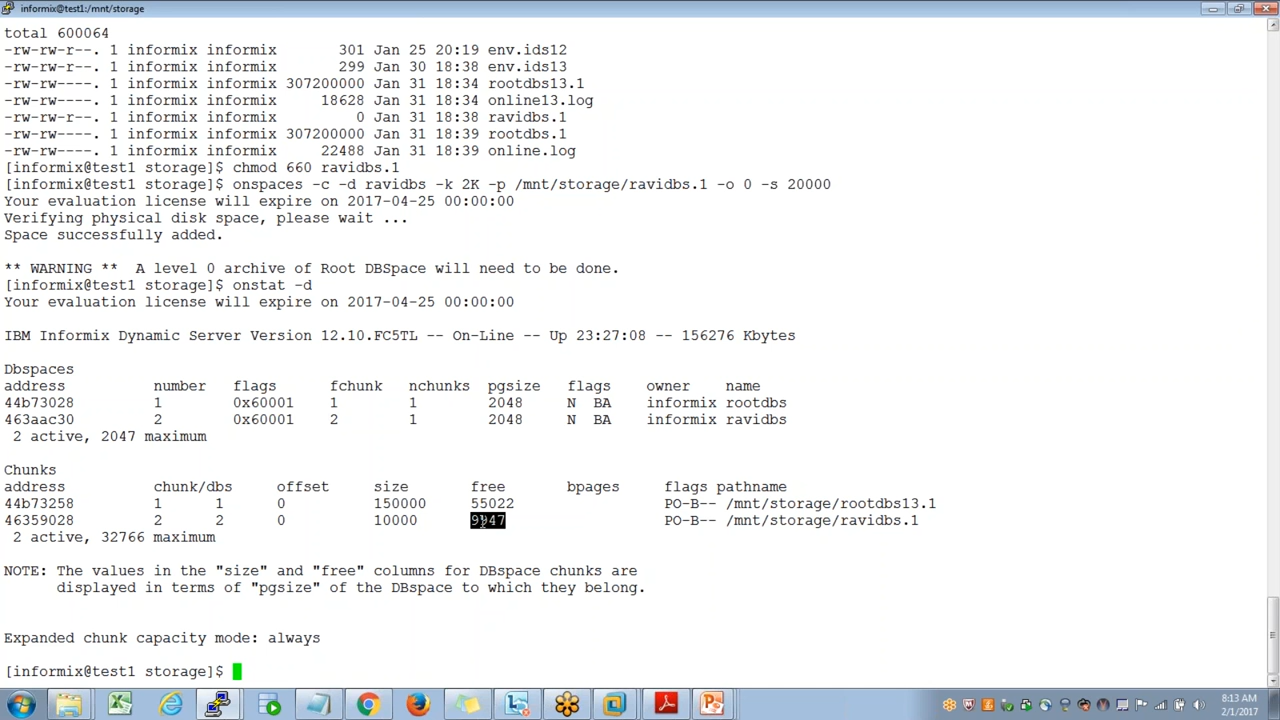 informix@test1:/mnt/storage
total 600064
-rw-rw-r--. 1 informix informix       301 Jan 25 20:19 env.ids12
-rw-rw-r--. 1 informix informix       299 Jan 30 18:38 env.ids13
-rw-rw----. 1 informix informix 307200000 Jan 31 18:34 rootdbs13.1
-rw-rw----. 1 informix informix     18628 Jan 31 18:34 online13.log
-rw-rw-r--. 1 informix informix         0 Jan 31 18:38 ravidbs.1
-rw-rw----. 1 informix informix 307200000 Jan 31 18:39 rootdbs.1
-rw-rw----. 1 informix informix     22488 Jan 31 18:39 online.log
[informix@test1 storage]$ chmod 660 ravidbs.1
[informix@test1 storage]$ onspaces -c -d ravidbs -k 2K -p /mnt/storage/ravidbs.1 -o 0 -s 20000
Your evaluation license will expire on 2017-04-25 00:00:00
Verifying physical disk space, please wait ...
Space successfully added.
** WARNING **  A level 0 archive of Root DBSpace will need to be done.
[informix@test1 storage]$ onstat -d
Your evaluation license will expire on 2017-04-25 00:00:00
IBM Informix Dynamic Server Version 12.10.FC5TL -- On-Line -- Up 23:27:08 -- 156276 Kbytes
Dbspaces
address number flags fchunk nchunks pgsize flags owner name
44b73028 1 0x60001 1 1 2048 N BA informix rootdbs
463aac30 2 0x60001 2 1 2048 N BA informix ravidbs
2 active, 2047 maximum
Chunks
address chunk/dbs offset size free bpages flags pathname
44b73258 1 1 0 150000 55022 PO-B-- /mnt/storage/rootdbs13.1
46359028 2 2 0 10000 9947 PO-B-- /mnt/storage/ravidbs.1
2 active, 32766 maximum
NOTE: The values in the "size" and "free" columns for DBspace chunks are
displayed in terms of "pgsize" of the DBspace to which they belong.
Expanded chunk capacity mode: always
[informix@test1 storage]$
8:13 AM
2/1/2017